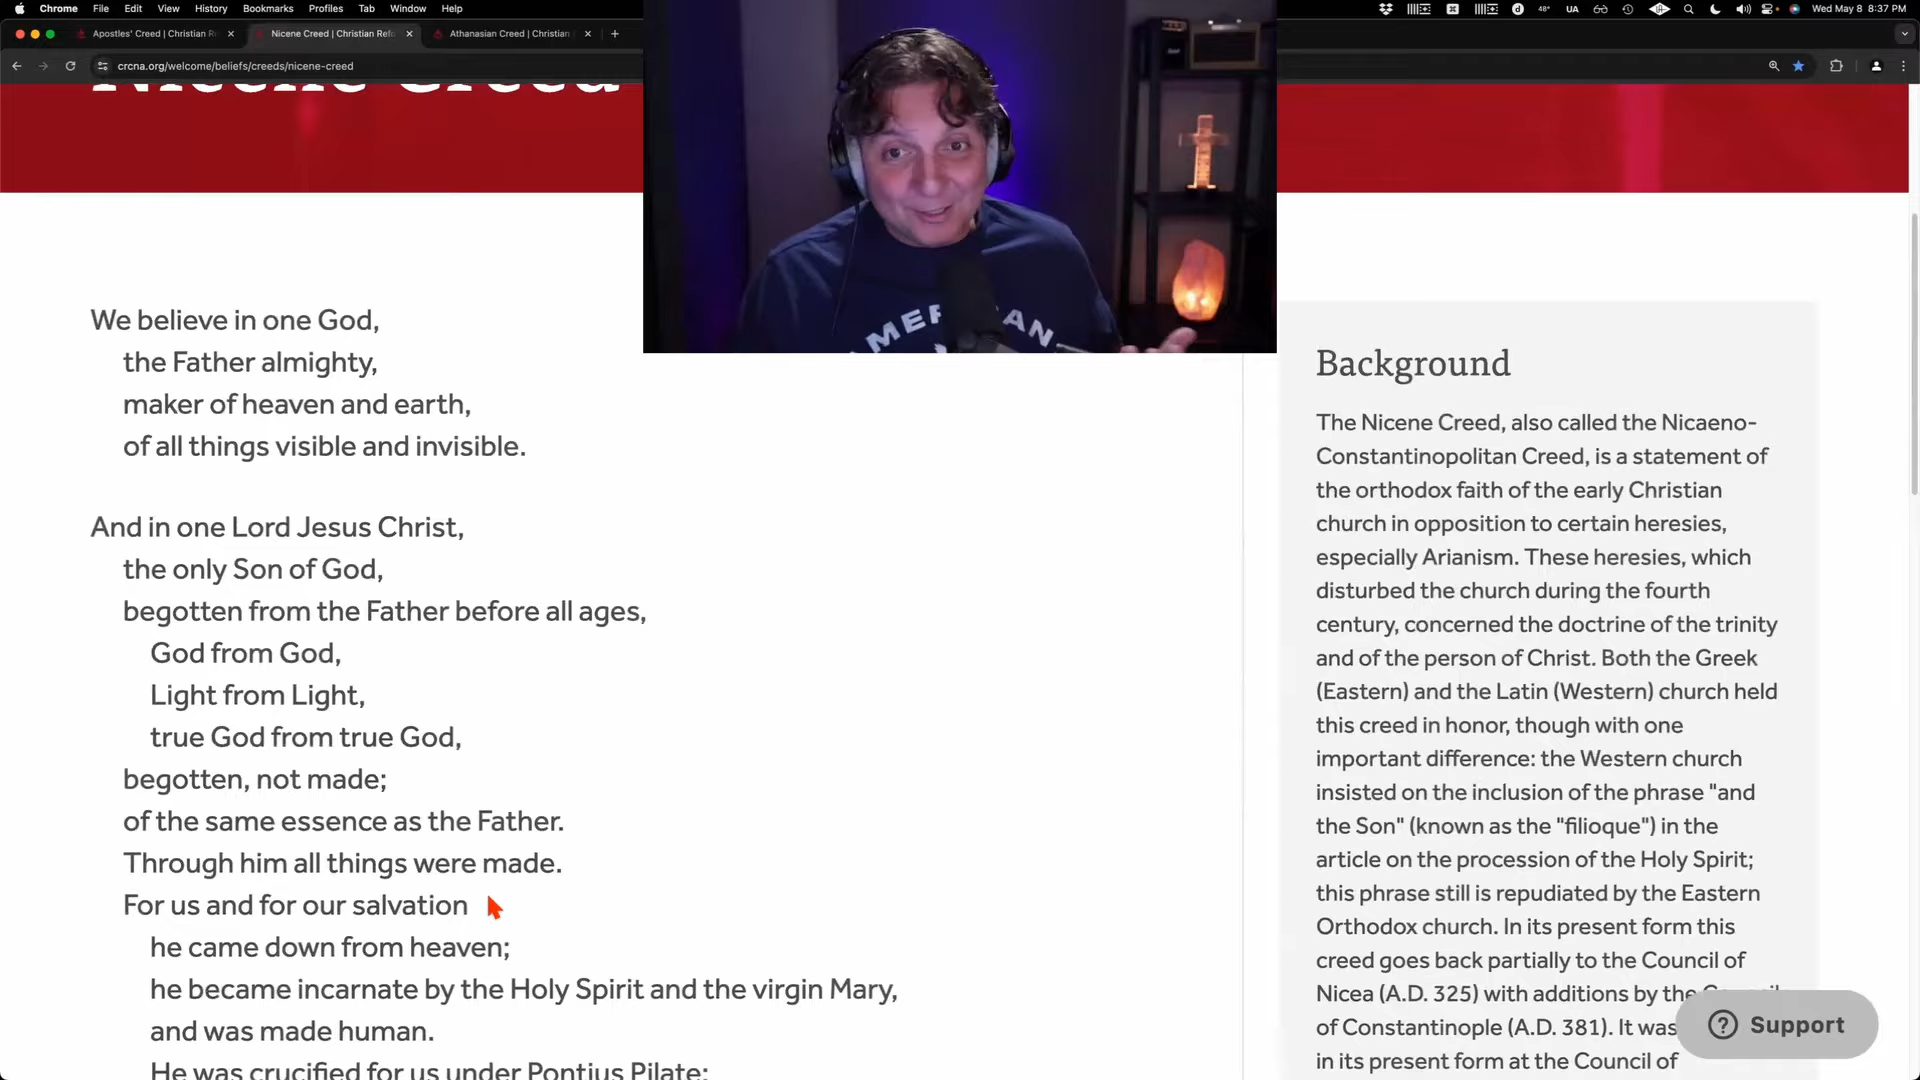 Chrome File Edit View History Bookmarks Profiles Tab Window Help
48° UA Wed May 8 8:37 PM
Apostles' Creed | Christian Re
Nicene Creed | Christian Refo
Athanasian Creed | Christian
crcna.org/welcome/beliefs/creeds/nicene-creed
Nicene Creed
AMERICAN
We believe in one God,
the Father almighty,
maker of heaven and earth,
of all things visible and invisible.
And in one Lord Jesus Christ,
the only Son of God,
begotten from the Father before all ages,
God from God,
Light from Light,
true God from true God,
begotten, not made;
of the same essence as the Father.
Through him all things were made.
For us and for our salvation
he came down from heaven;
he became incarnate by the Holy Spirit and the virgin Mary,
and was made human.
He was crucified for us under Pontius Pilate;
Background
The Nicene Creed, also called the Nicaeno-
Constantinopolitan Creed, is a statement of
the orthodox faith of the early Christian
church in opposition to certain heresies,
especially Arianism. These heresies, which
disturbed the church during the fourth
century, concerned the doctrine of the trinity
and of the person of Christ. Both the Greek
(Eastern) and the Latin (Western) church held
this creed in honor, though with one
important difference: the Western church
insisted on the inclusion of the phrase "and
the Son" (known as the "filioque") in the
article on the procession of the Holy Spirit;
this phrase still is repudiated by the Eastern
Orthodox church. In its present form this
creed goes back partially to the Council of
Nicea (A.D. 325) with additions by the Council
of Constantinople (A.D. 381). It was
in its present form at the Council of
Support